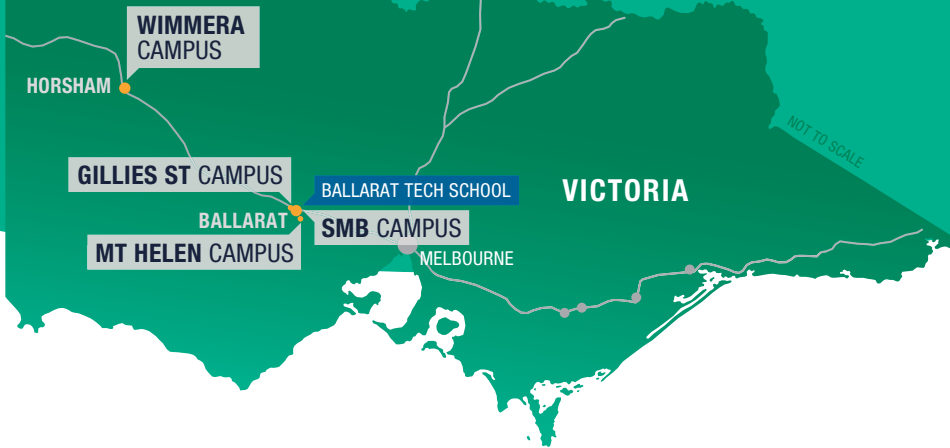 WIMMERA
CAMPUS
HORSHAM
NOT TO SCALE
GILLIES ST CAMPUS
BALLARAT TECH SCHOOL
VICTORIA
BALLARAT
SMB CAMPUS
MT HELEN CAMPUS
MELBOURNE